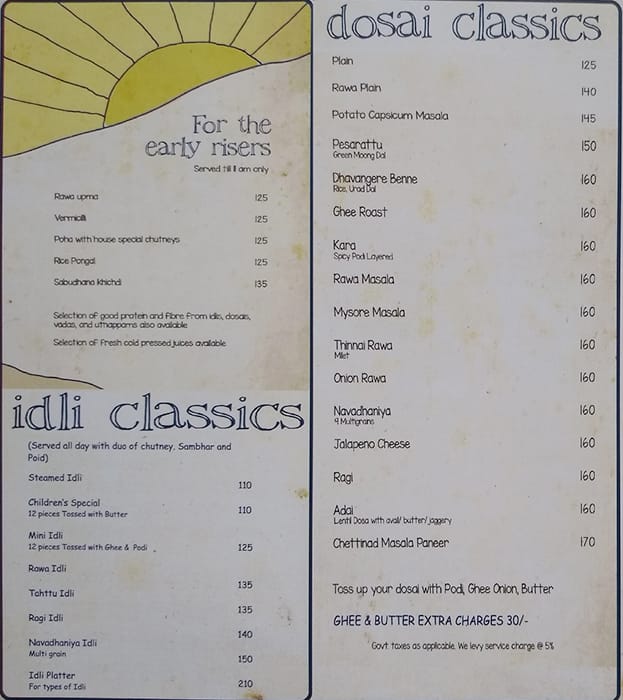 For the
early risers
Served till 11 am only
Rawa upma 125
Vermicilli 125
Poha with house special chutneys 125
Rice Pongal 125
Sabudhana khichdi 135
Selection of good protein and fibre from idlis, dosais,
vadas, and uthappams also available
Selection of fresh cold pressed juices available
idli classics
(Served all day with duo of chutney, Sambhar and
Poid)
Steamed Idli 110
Children's Special 110
12 pieces Tossed with Butter
Mini Idli
12 pieces Tossed with Ghee & Podi 125
Rawa Idli 135
Tahttu Idli 135
Ragi Idli 140
Navadhaniya Idli
Multi grain 150
Idli Platter
For types of Idli 210
dosai classics
Plain 125
Rawa Plain 140
Potato Capsicum Masala 145
Pesarattu 150
Green Moong Dal
Dhavangere Benne 160
Rice, Urad Dal
Ghee Roast 160
Kara 160
Spicy Podi Layered
Rawa Masala 160
Mysore Masala 160
Thinnai Rawa 160
Millet
Onion Rawa 160
Navadhaniya 160
9 Multigrains
Jalapeno Cheese 160
Ragi 160
Adai 160
Lentil Dosa with avail/ butter/ jaggery
Chettinad Masala Paneer 170
Toss up your dosai with Podi, Ghee Onion, Butter
GHEE & BUTTER EXTRA CHARGES 30/-
Govt. taxes as applicable. We levy service charge @ 5%